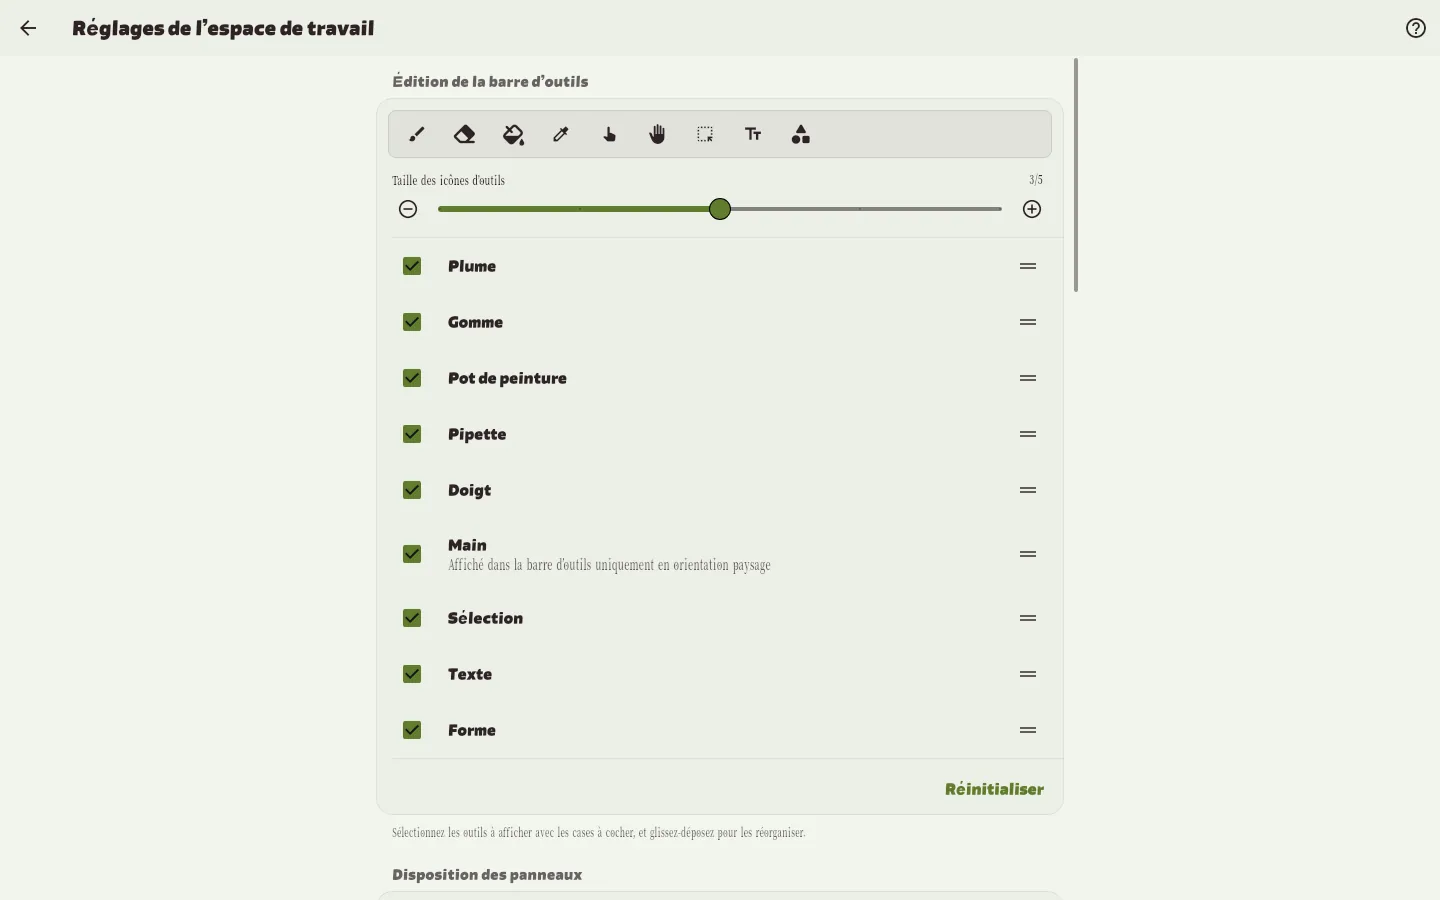 Réglages de l'espace de travail
Édition de la barre d'outils
Taille des icônes d'outils
3/5
Plume
Gomme
Pot de peinture
Pipette
Doigt
Main
Affiché dans la barre d'outils uniquement en orientation paysage
Sélection
Texte
Forme
Réinitialiser
Sélectionnez les outils à afficher avec les cases à cocher, et glissez-déposez pour les réorganiser.
Disposition des panneaux